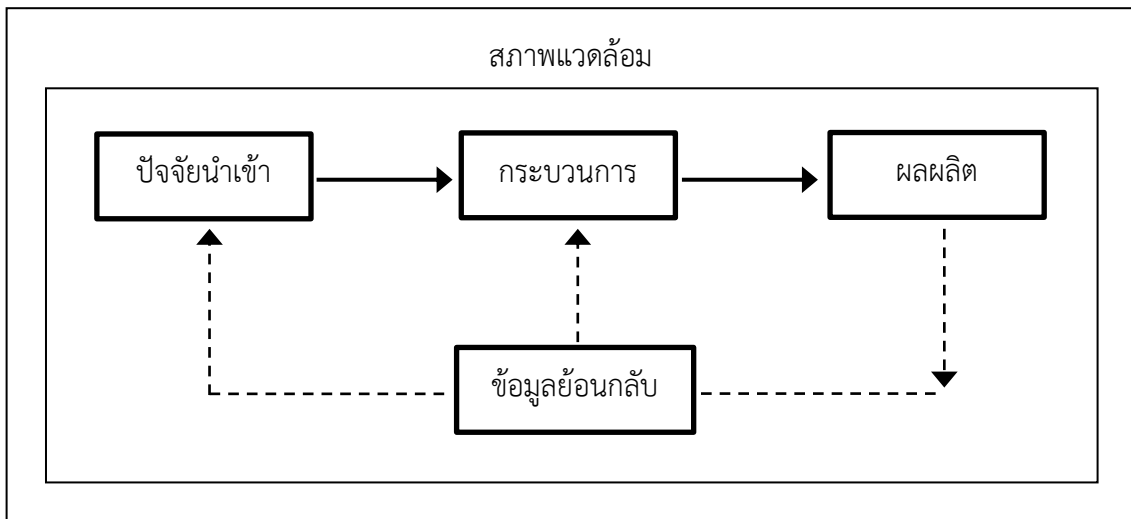 สภาพแวดล้อม
ปัจจัยนำเข้า
กระบวนการ
ผลผลิต
ข้อมูลย้อนกลับ